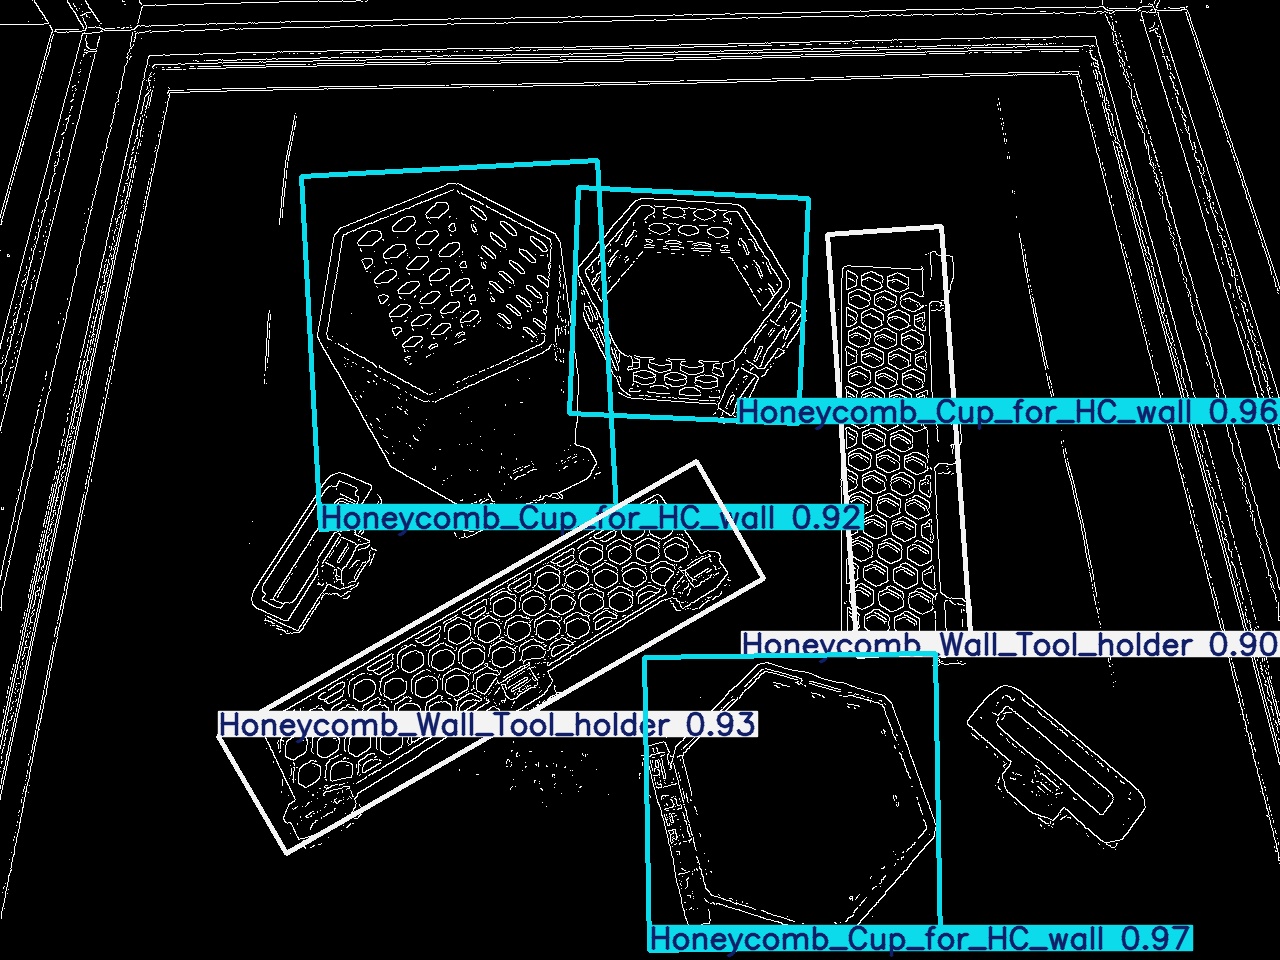 Honeycomb_Cup_for_HC_wall 0.96
Honeycomb_Cup_for_HC_wall 0.92
Honeycomb_Wall_Tool_holder 0.90
Honeycomb_Wall_Tool_holder 0.93
Honeycomb_Cup_for_HC_wall 0.97